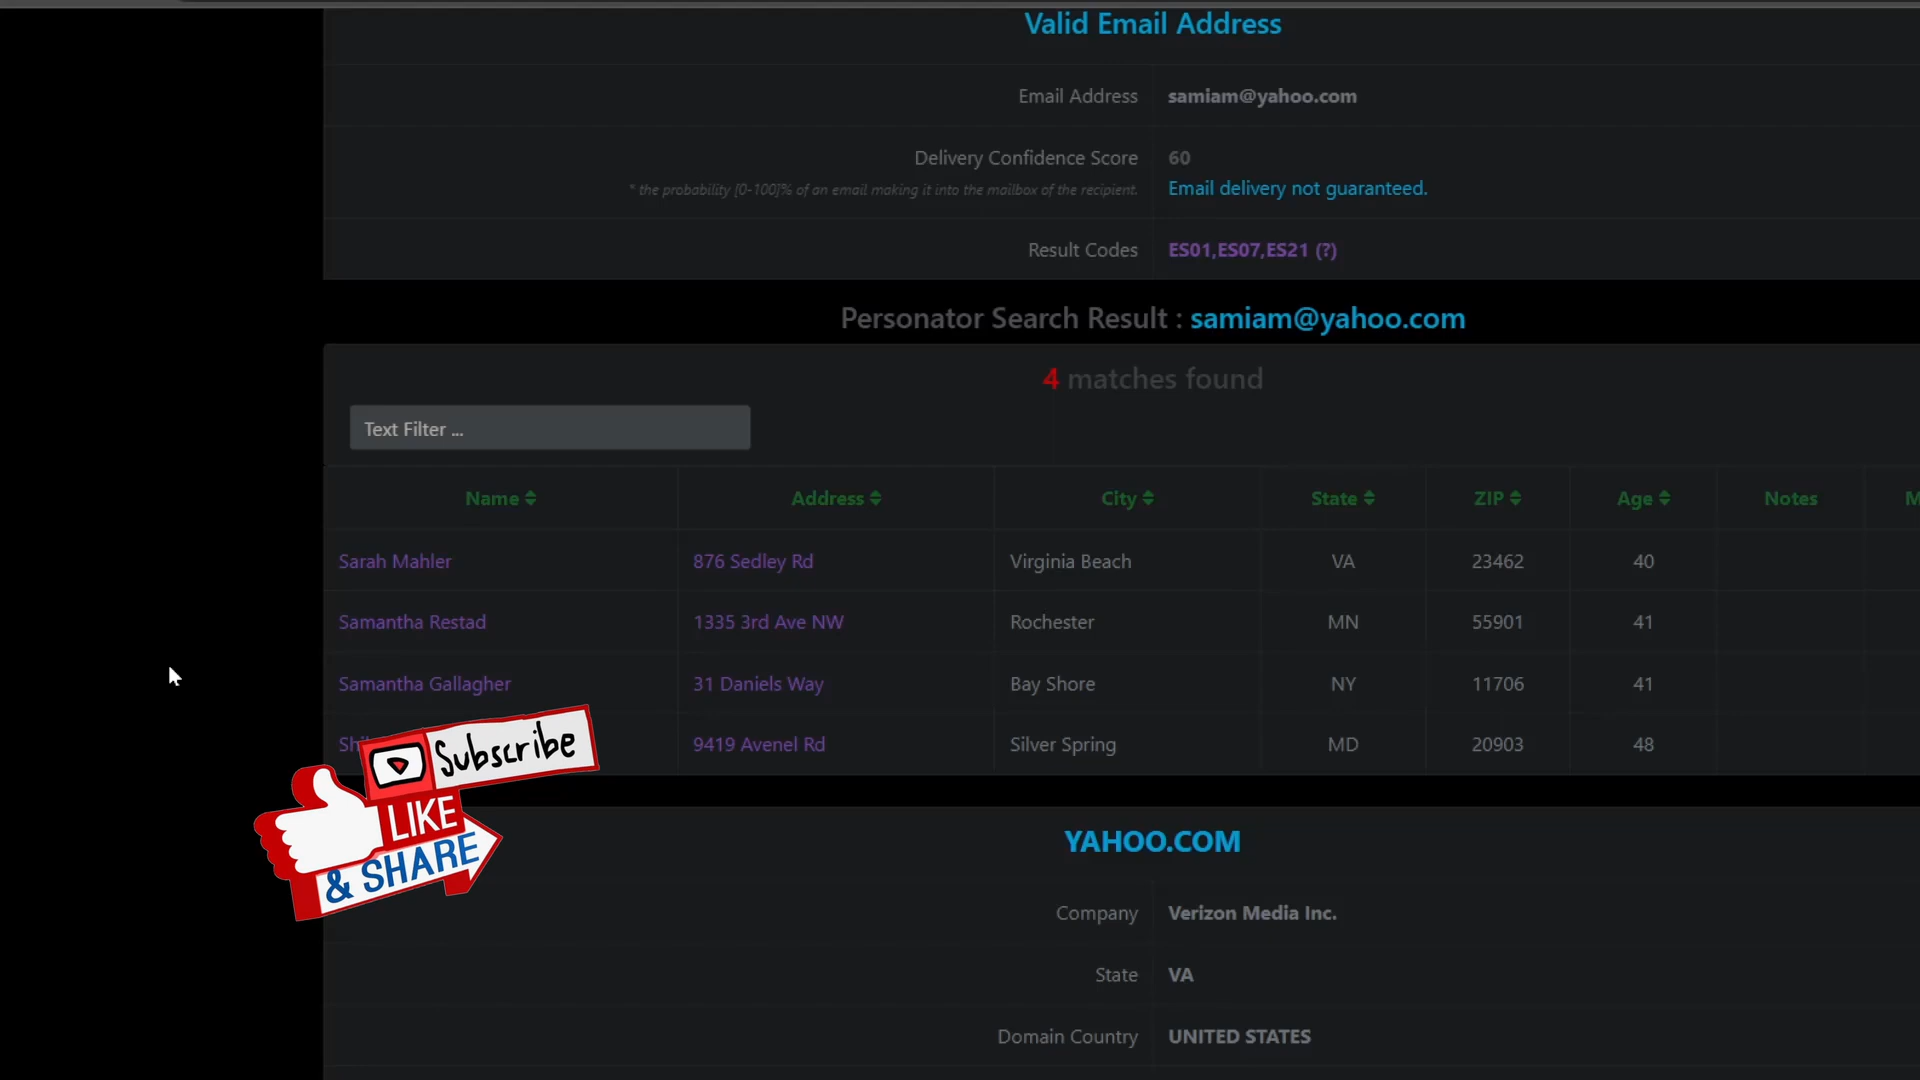 Valid Email Address
Email Address samiam@yahoo.com
Delivery Confidence Score 60
* the probability [0-100]% of an email making it into the mailbox of the recipient. Email delivery not guaranteed.
Result Codes ES01,ES07,ES21 (?)
Personator Search Result : samiam@yahoo.com
4 matches found
Text Filter ...
Name Address City State ZIP Age Notes
Sarah Mahler 876 Sedley Rd Virginia Beach VA 23462 40
Samantha Restad 1335 3rd Ave NW Rochester MN 55901 41
Samantha Gallagher 31 Daniels Way Bay Shore NY 11706 41
9419 Avenel Rd Silver Spring MD 20903 48
Subscribe
LIKE
& SHARE
YAHOO.COM
Company Verizon Media Inc.
State VA
Domain Country UNITED STATES